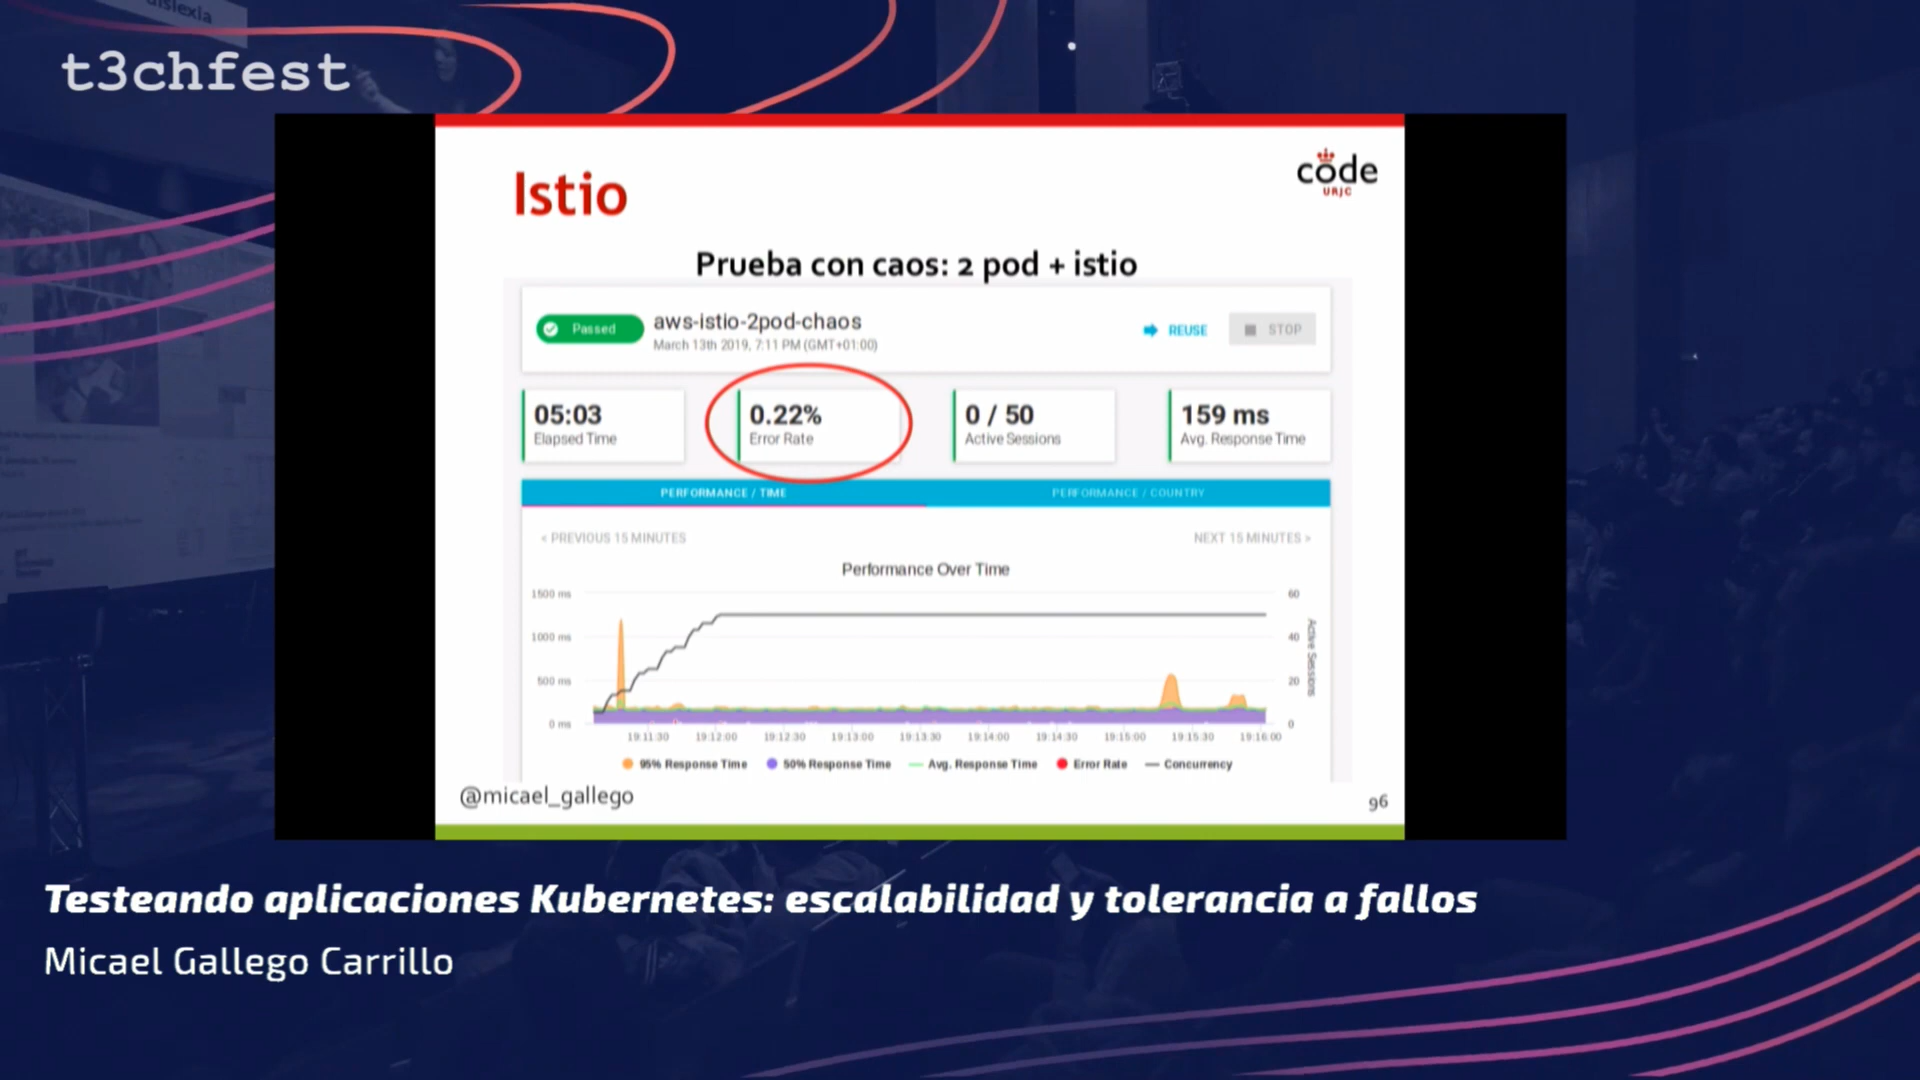 dislexia
t3chfest
code
URJC
Istio
Prueba con caos: 2 pod + istio
Passed
aws-istio-2pod-chaos
March 13th 2019, 7:11 PM (GMT+01:00)
REUSE
STOP
05:03
Elapsed Time
0.22%
Error Rate
0 / 50
Active Sessions
159 ms
Avg. Response Time
PERFORMANCE / TIME
PERFORMANCE / COUNTRY
< PREVIOUS 15 MINUTES
NEXT 15 MINUTES >
Performance Over Time
1500 ms
1000 ms
500 ms
0 ms
60
40
20
0
Active Sessions
19:11:30 19:12:00 19:12:30 19:13:00 19:13:30 19:14:00 19:14:30 19:15:00 19:15:30 19:16:00
95% Response Time 50% Response Time Avg. Response Time Error Rate Concurrency
@micael_gallego
96
Testeando aplicaciones Kubernetes: escalabilidad y tolerancia a fallos
Micael Gallego Carrillo